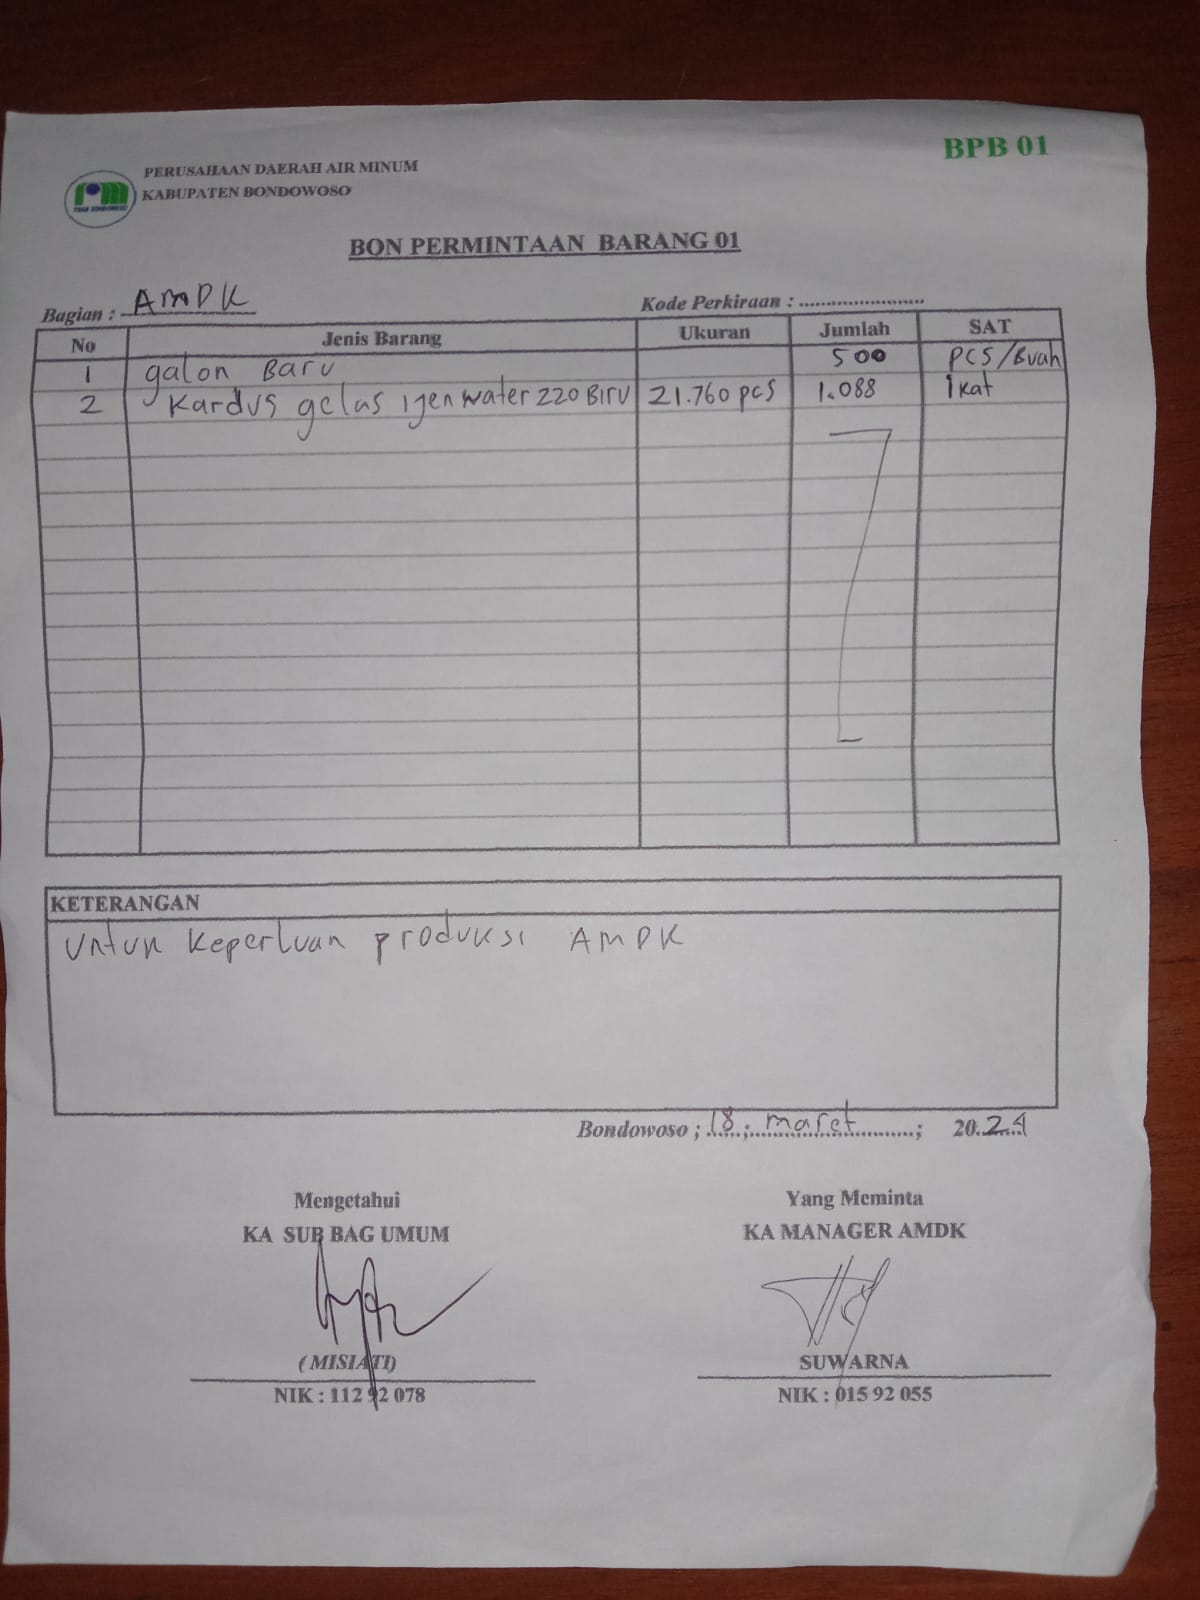 BPB 01
PERUSAHAAN DAERAH AIR MINUM
KABUPATEN BONDOWOSO
BON PERMINTAAN BARANG 01
Bagian : AMDK
Kode Perkiraan : ........................
No Jenis Barang Ukuran Jumlah SAT
1 galon Baru 500 PCS/Buah
2 Kardus gelas ijen water 220 Biru 21.760 pcs 1.088 ikat
KETERANGAN
Untuk Keperluan produksi AMDK
Bondowoso ; 18 ; maret ; 2024
Mengetahui
KA SUB BAG UMUM
(MISIATI)
NIK : 112 92 078
Yang Meminta
KA MANAGER AMDK
SUWARNA
NIK : 015 92 055